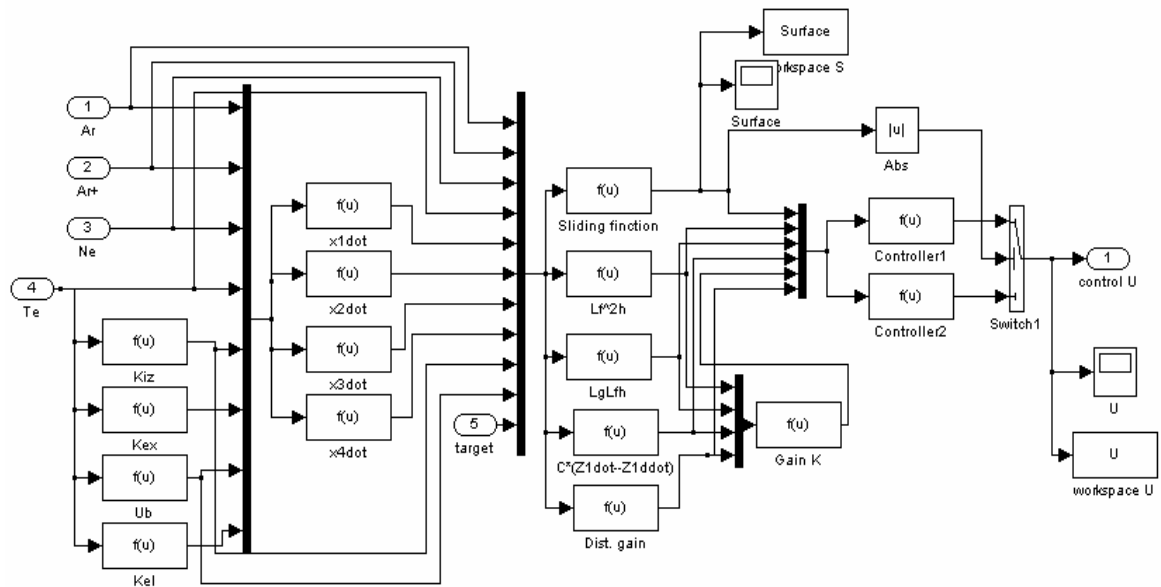 Surface
rkspace S
Surface
1
Ar
2
Ar+
3
Ne
4
Te
f(u)
Kiz
f(u)
Kex
f(u)
Ub
f(u)
Kel
f(u)
x1dot
f(u)
x2dot
f(u)
x3dot
f(u)
x4dot
5
target
f(u)
Sliding finction
f(u)
Lf^2h
f(u)
LgLfh
f(u)
C*(Z1dot--Z1ddot)
f(u)
Dist. gain
f(u)
Gain K
|u|
Abs
f(u)
Controller1
f(u)
Controller2
Switch1
1
control U
U
U
workspace U